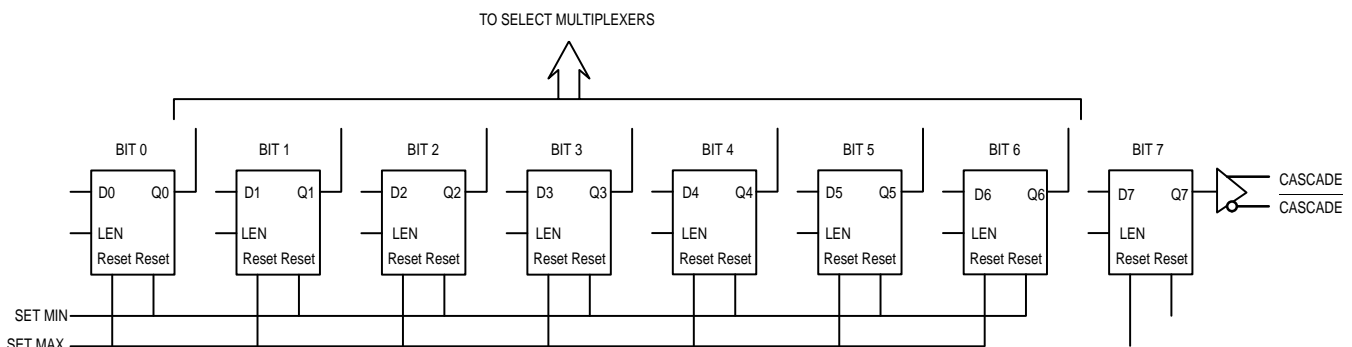 TO SELECT MULTIPLEXERS
BIT 0 BIT 1 BIT 2 BIT 3 BIT 4 BIT 5 BIT 6 BIT 7
D0 Q0 D1 Q1 D2 Q2 D3 Q3 D4 Q4 D5 Q5 D6 Q6 D7 Q7
CASCADE
CASCADE
LEN LEN LEN LEN LEN LEN LEN LEN
Reset Reset Reset Reset Reset Reset Reset Reset Reset Reset Reset Reset Reset Reset Reset Reset
SET MIN
SET MAX